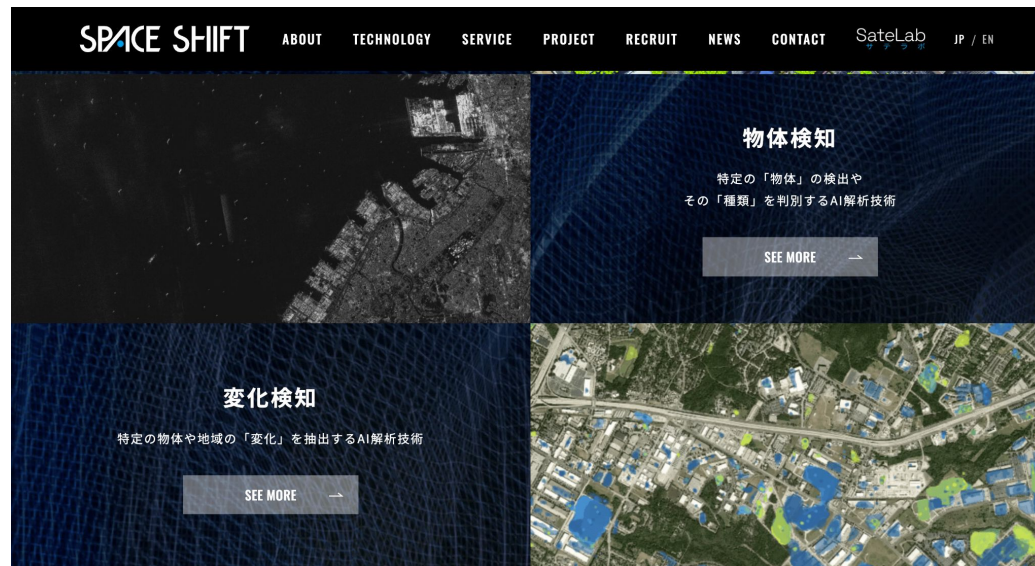 SPACE SHIFT
ABOUT
TECHNOLOGY
SERVICE
PROJECT
RECRUIT
NEWS
CONTACT
SateLab
サテラボ
JP / EN
物体検知
特定の「物体」の検出や
その「種類」を判別するAI解析技術
SEE MORE
変化検知
特定の物体や地域の「変化」を抽出するAI解析技術
SEE MORE